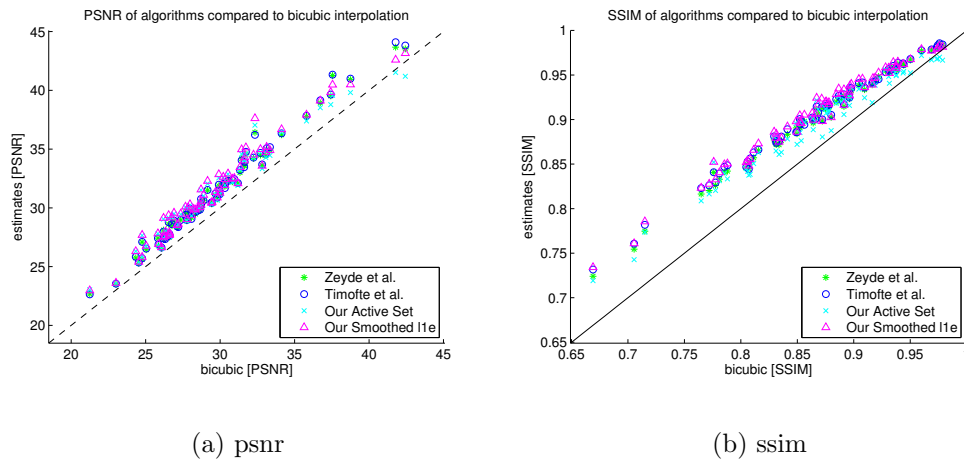 PSNR of algorithms compared to bicubic interpolation
45
40
35
30
25
20
estimates [PSNR]
20 25 30 35 40 45
bicubic [PSNR]
Zeyde et al.
Timofte et al.
Our Active Set
Our Smoothed l1e
(a) psnr
SSIM of algorithms compared to bicubic interpolation
1
0.95
0.9
0.85
0.8
0.75
0.7
0.65
estimates [SSIM]
0.65 0.7 0.75 0.8 0.85 0.9 0.95
bicubic [SSIM]
Zeyde et al.
Timofte et al.
Our Active Set
Our Smoothed l1e
(b) ssim